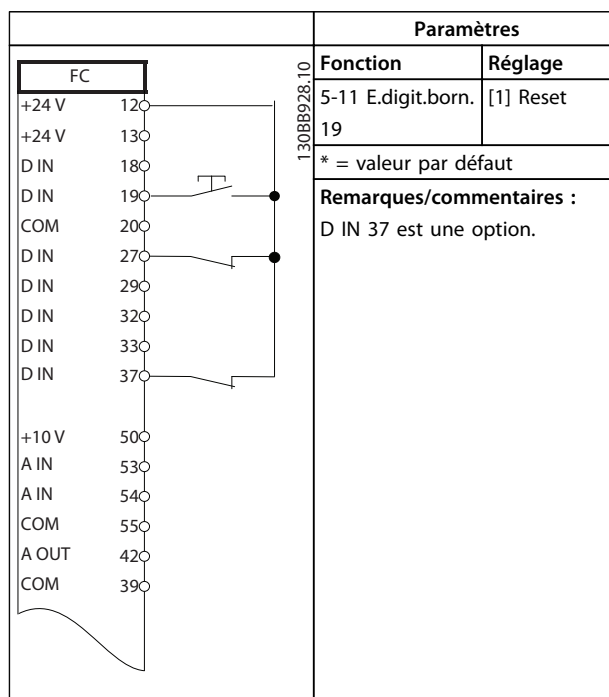 Paramètres
FC
Fonction Réglage
5-11 E.digit.born. 19 [1] Reset
* = valeur par défaut
Remarques/commentaires :
D IN 37 est une option.
130BB928.10
+24 V 12
+24 V 13
D IN 18
D IN 19
COM 20
D IN 27
D IN 29
D IN 32
D IN 33
D IN 37
+10 V 50
A IN 53
A IN 54
COM 55
A OUT 42
COM 39